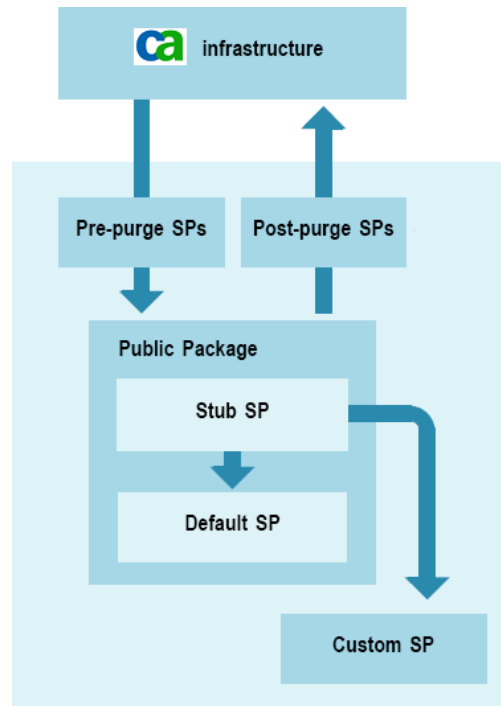 ca infrastructure
Pre-purge SPs
Post-purge SPs
Public Package
Stub SP
Default SP
Custom SP